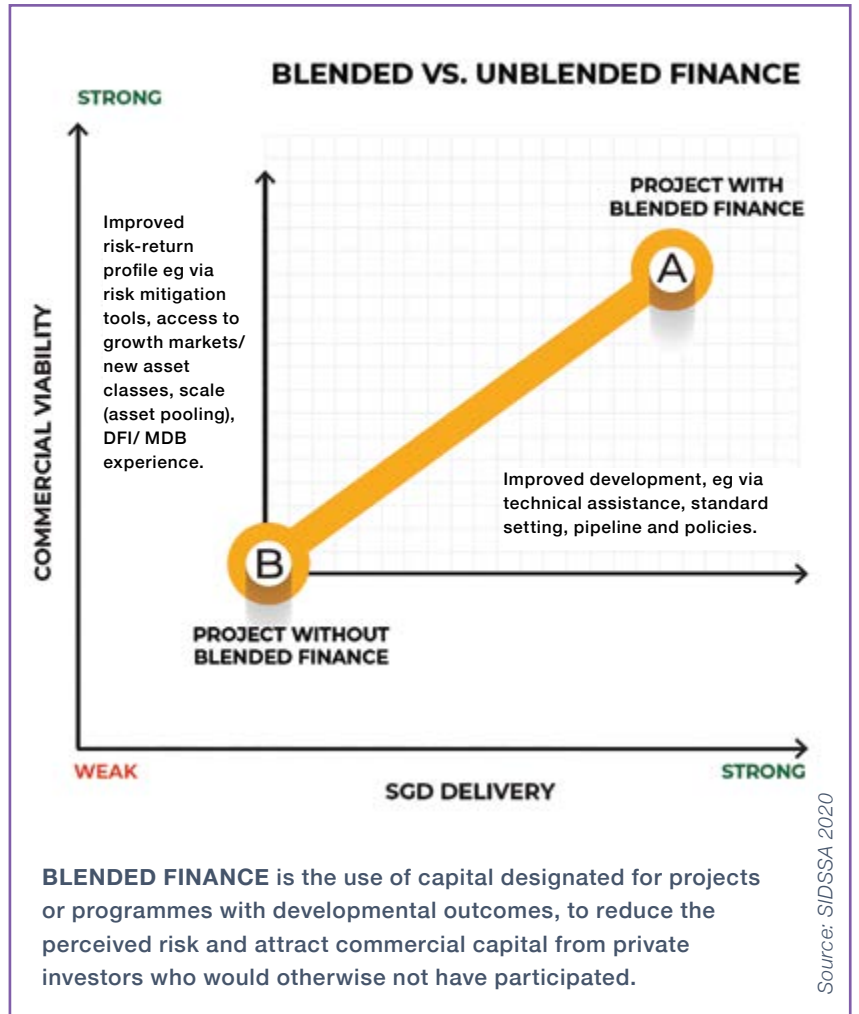 BLENDED VS. UNBLENDED FINANCE
STRONG
PROJECT WITH
BLENDED FINANCE
A
Improved
risk-return
profile eg via
risk mitigation
tools, access to
growth markets/
new asset
classes, scale
(asset pooling),
DFI/ MDB
experience.
COMMERCIAL VIABILITY
Improved development, eg via
technical assistance, standard
setting, pipeline and policies.
B
PROJECT WITHOUT
BLENDED FINANCE
WEAK
STRONG
SGD DELIVERY
Source: SIDSSA 2020
BLENDED FINANCE is the use of capital designated for projects
or programmes with developmental outcomes, to reduce the
perceived risk and attract commercial capital from private
investors who would otherwise not have participated.